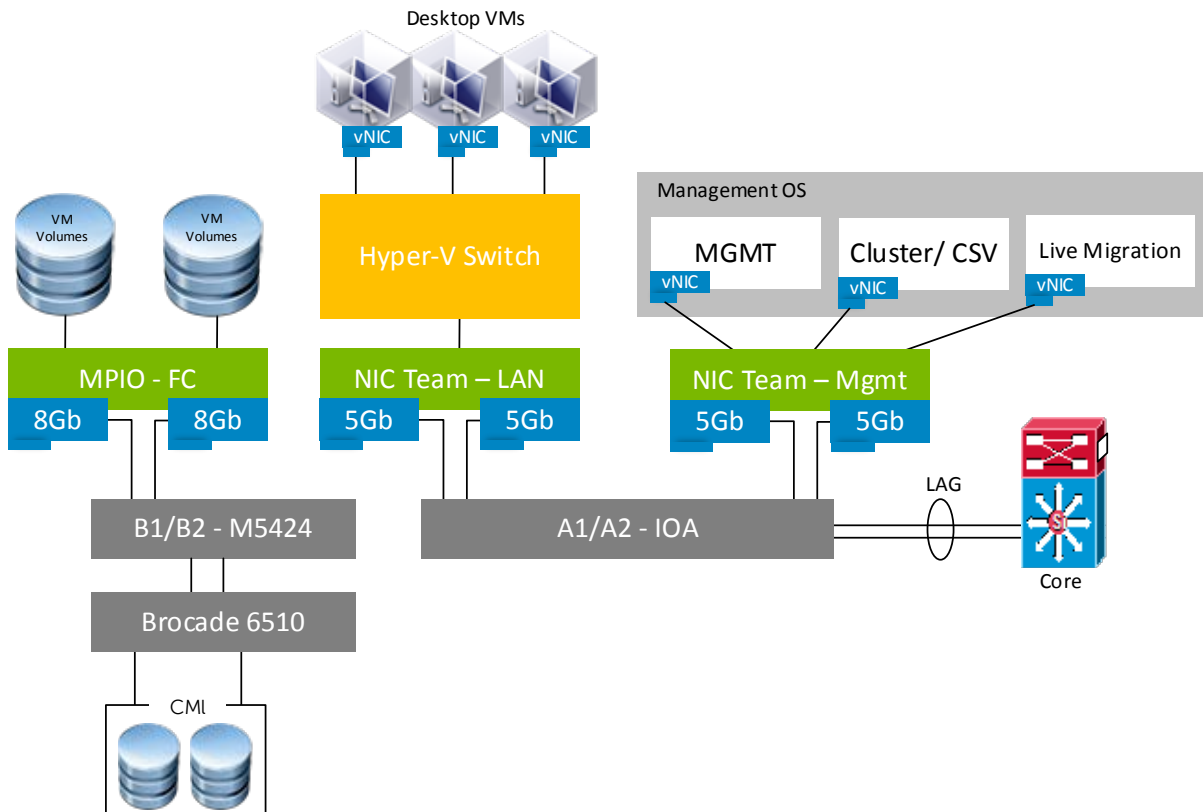 Desktop VMs
vNIC
vNIC
vNIC
VM
Volumes
VM
Volumes
Hyper-V Switch
Management OS
MGMT
Cluster/ CSV
Live Migration
vNIC
vNIC
vNIC
MPIO - FC
8Gb
8Gb
NIC Team – LAN
5Gb
5Gb
NIC Team – Mgmt
5Gb
5Gb
B1/B2 - M5424
A1/A2 - IOA
LAG
Si
Core
Brocade 6510
CMl